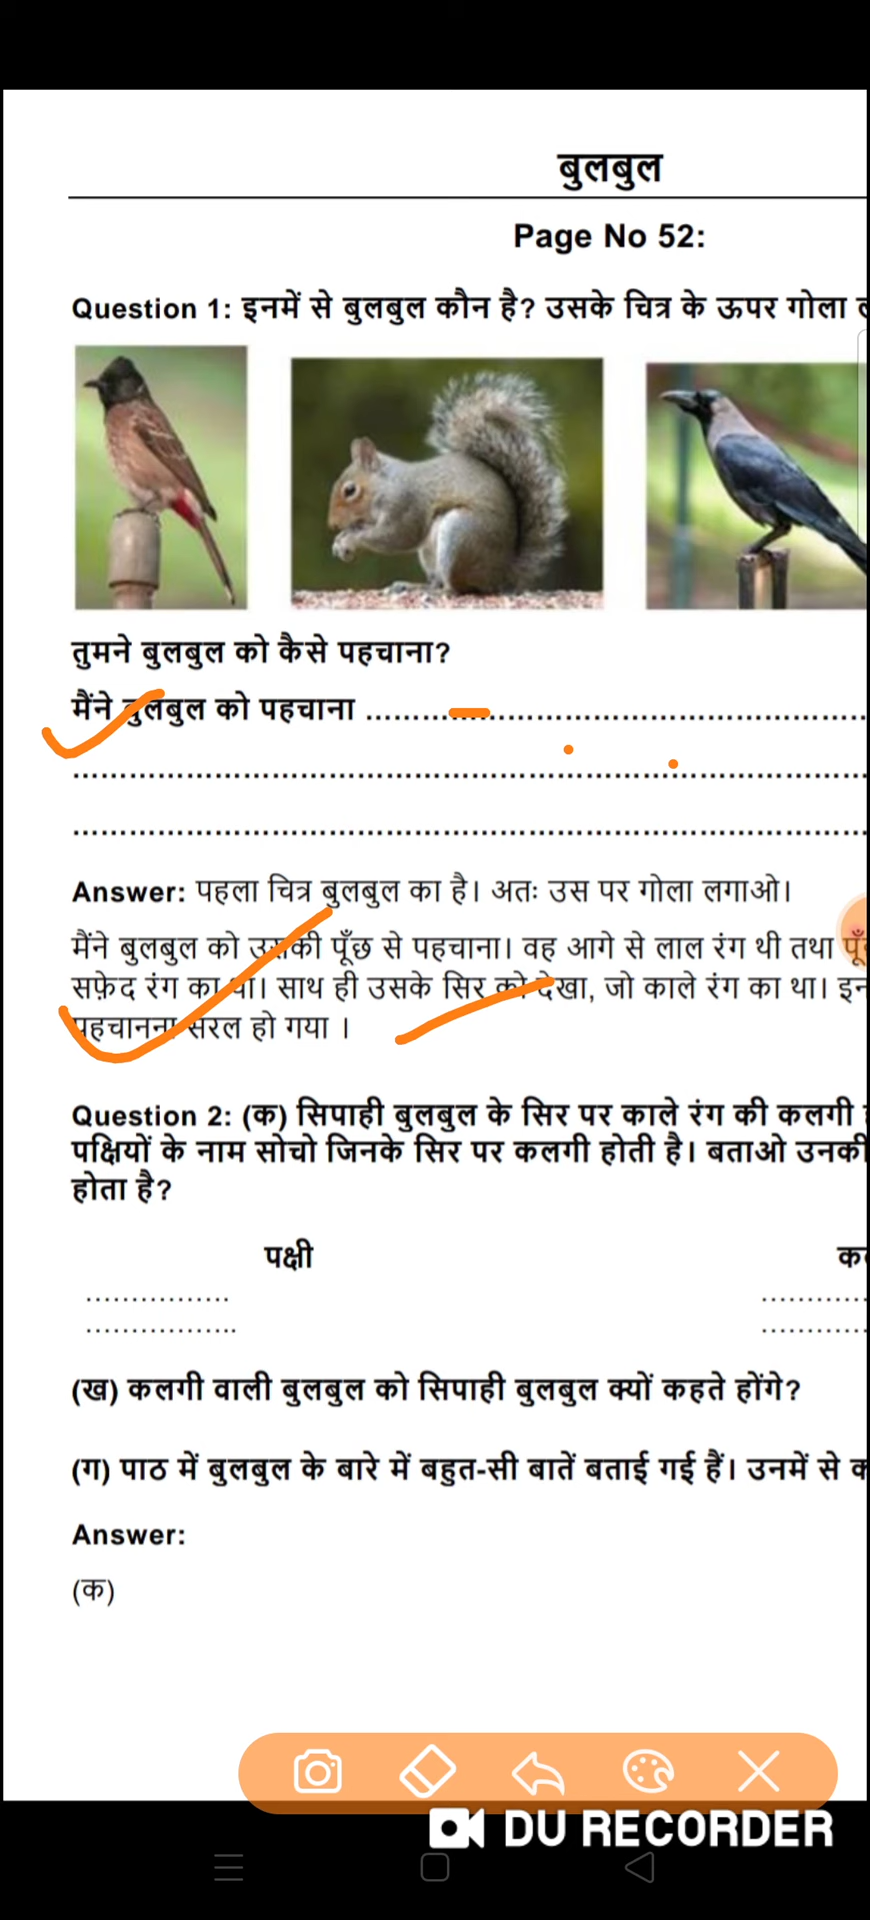 बुलबुल
Page No 52:
Question 1: इनमें से बुलबुल कौन है? उसके चित्र के ऊपर गोला
तुमने बुलबुल को कैसे पहचाना?
मैंने बुलबुल को पहचाना ..........................................................
....................................................................................
....................................................................................
Answer: पहला चित्र बुलबुल का है। अतः उस पर गोला लगाओ।
मैंने बुलबुल को उसकी पूँछ से पहचाना। वह आगे से लाल रंग थी तथा
सफ़ेद रंग का था। साथ ही उसके सिर को देखा, जो काले रंग का था।
पहचानना सरल हो गया ।
Question 2: (क) सिपाही बुलबुल के सिर पर काले रंग की कलगी
पक्षियों के नाम सोचो जिनके सिर पर कलगी होती है। बताओ उनकी
होता है?
पक्षी
................ ............
................. ............
(ख) कलगी वाली बुलबुल को सिपाही बुलबुल क्यों कहते होंगे?
(ग) पाठ में बुलबुल के बारे में बहुत-सी बातें बताई गई हैं। उनमें से
Answer:
(क)
DU RECORDER